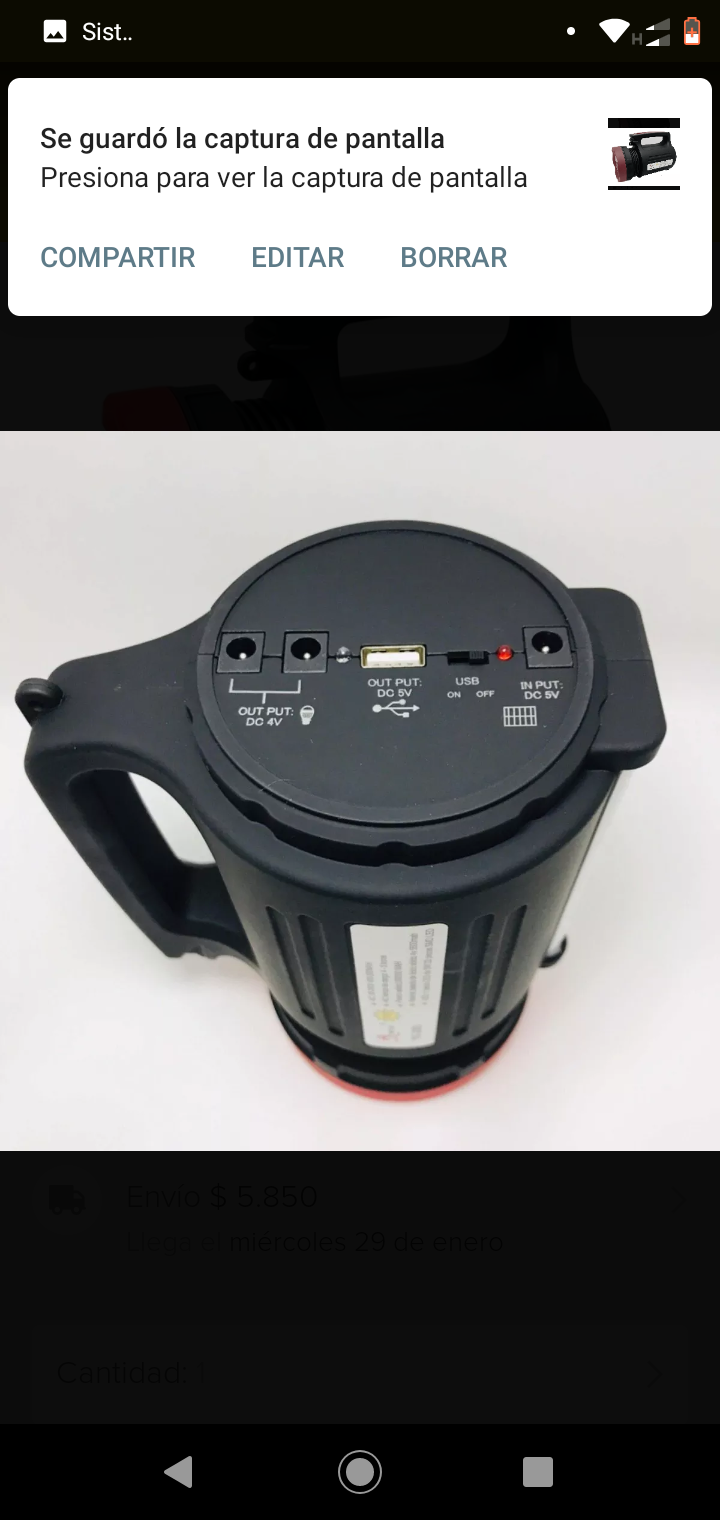 Sist..
H
Se guardó la captura de pantalla
Presiona para ver la captura de pantalla
COMPARTIR EDITAR BORRAR
OUT PUT:
DC 4V
OUT PUT:
DC 5V
USB
ON OFF
IN PUT:
DC 5V
Envío $ 5.850
Llega el miércoles 29 de enero
Cantidad: 1